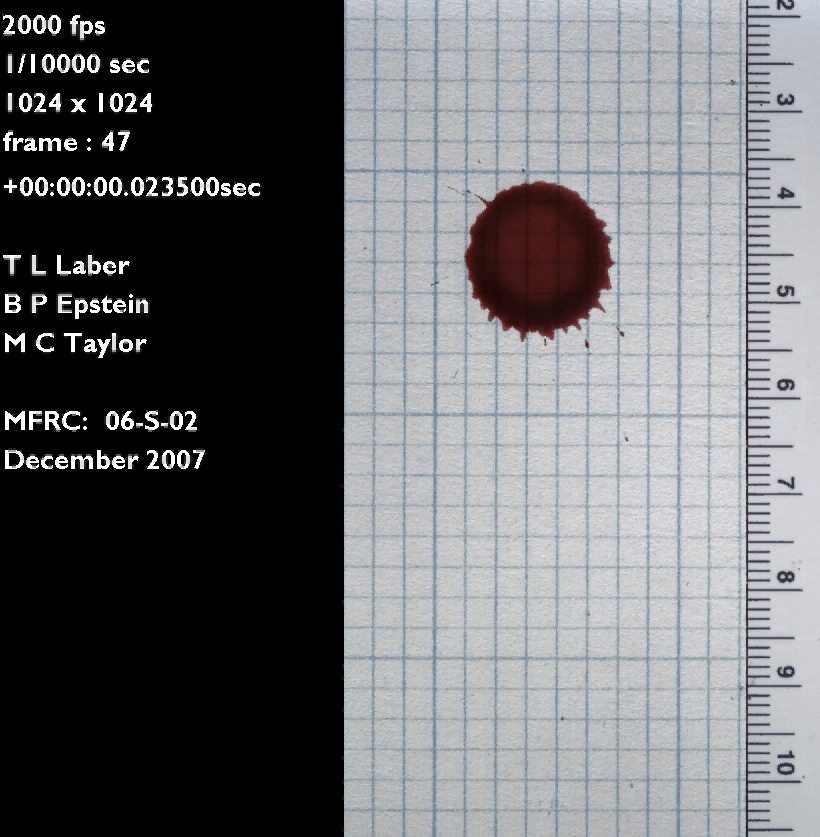 2000 fps
1/10000 sec
1024 x 1024
frame : 47
+00:00:00.023500sec
T L Laber
B P Epstein
M C Taylor
MFRC: 06-S-02
December 2007
2
3
4
5
6
7
8
9
10